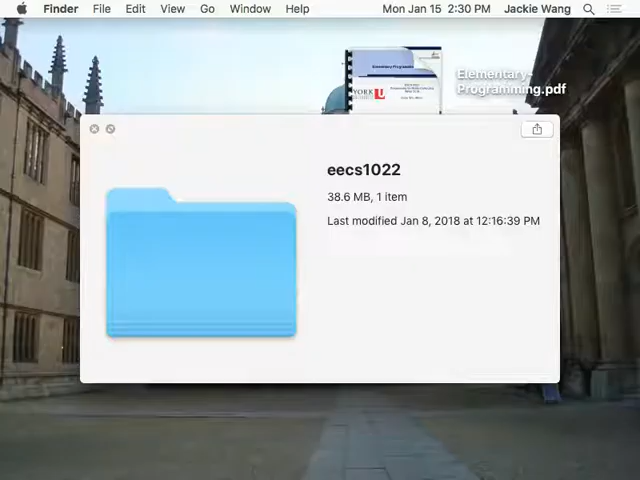 Finder File Edit View Go Window Help Mon Jan 15 2:30 PM Jackie Wang
Elementary-
Programming.pdf
YORK U
eecs1022
38.6 MB, 1 item
Last modified Jan 8, 2018 at 12:16:39 PM